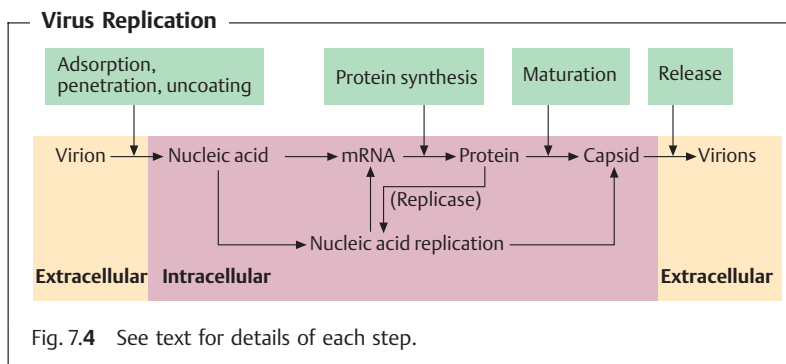 Virus Replication
Adsorption,
penetration, uncoating
Protein synthesis
Maturation
Release
Virion
Nucleic acid
mRNA
Protein
Capsid
Virions
(Replicase)
Nucleic acid replication
Extracellular
Intracellular
Extracellular
Fig. 7.4 See text for details of each step.